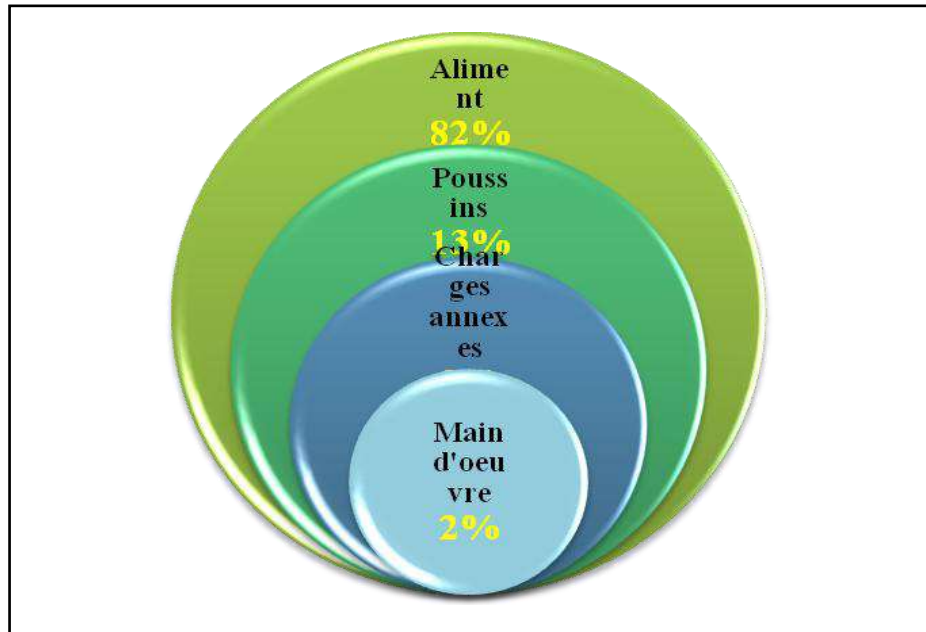 Alime
nt
82%
Pouss
ins
13%
Char
ges
annex
es
Main
d'oeu
vre
2%